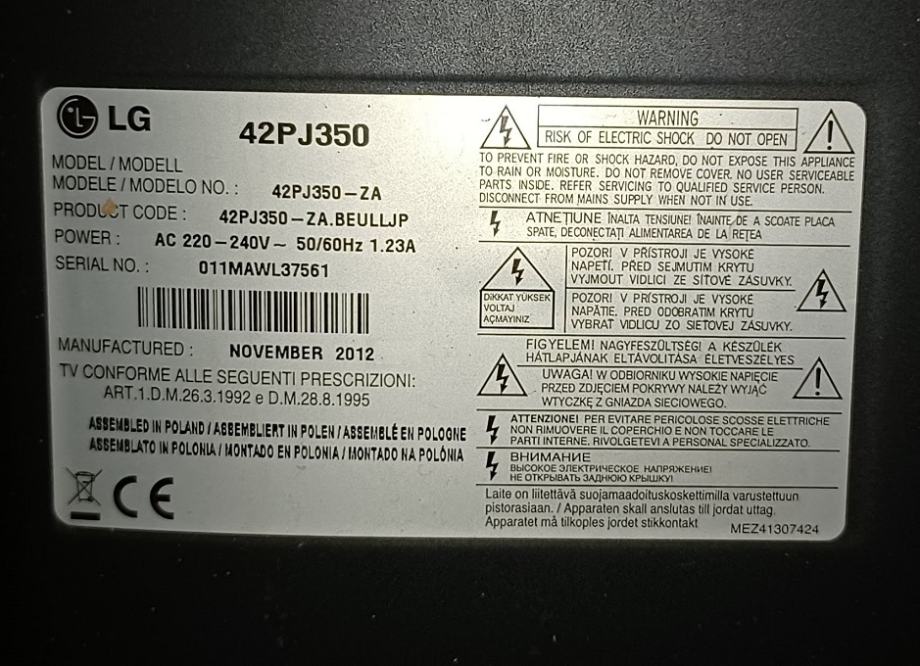 LG
42PJ350
MODEL / MODELL
MODELE / MODELO NO. : 42PJ350-ZA
PRODUCT CODE : 42PJ350-ZA.BEULLJP
POWER : AC 220-240V~ 50/60Hz 1.23A
SERIAL NO. : 011MAWL37561
MANUFACTURED : NOVEMBER 2012
TV CONFORME ALLE SEGUENTI PRESCRIZIONI:
ART.1.D.M.26.3.1992 e D.M.28.8.1995
ASSEMBLED IN POLAND / ASSEMBLIERT IN POLEN / ASSEMBLÉ EN POLOGNE
ASSEMBLATO IN POLONIA / MONTADO EN POLONIA / MONTADO NA POLÔNIA
CE
WARNING
RISK OF ELECTRIC SHOCK DO NOT OPEN
TO PREVENT FIRE OR SHOCK HAZARD, DO NOT EXPOSE THIS APPLIANCE
TO RAIN OR MOISTURE. DO NOT REMOVE COVER. NO USER SERVICEABLE
PARTS INSIDE. REFER SERVICING TO QUALIFIED SERVICE PERSON.
DISCONNECT FROM MAINS SUPPLY WHEN NOT IN USE.
ATNEŢIUNE ÎNALTA TENSIUNE! ÎNAINTE DE A SCOATE PLACA
SPATE, DECONECTAŢI ALIMENTAREA DE LA REŢEA
DİKKAT YÜKSEK
VOLTAJ
AÇMAYINIZ
POZOR! V PŘÍSTROJI JE VYSOKÉ
NAPETÍ. PŘED SEJMUTIM KRYTU
VYJMOUT VIDLICI ZE SÍŤOVÉ ZÁSUVKY.
POZOR! V PRÍSTROJI JE VYSOKÉ
NAPÄTIE. PRED ODOBRATIM KRYTU
VYBRAT VIDLICU ZO SIEŤOVEJ ZÁSUVKY.
FIGYELEM! NAGYFESZÜLTSÉG! A KÉSZÜLÉK
HÁTLAPJÁNAK ELTÁVOLÍTÁSA ÉLETVESZÉLYES
UWAGA! W ODBIORNIKU WYSOKIE NAPIĘCIE
PRZED ZDJĘCIEM POKRYWY NALEŻY WYJĄĆ
WTYCZKĘ Z GNIAZDA SIECIOWEGO.
ATTENZIONE! PER EVITARE PERICOLOSE SCOSSE ELETTRICHE
NON RIMUOVERE IL COPERCHIO E NON TOCCARE LE
PARTI INTERNE. RIVOLGETEVI A PERSONAL SPECIALIZZATO.
ВНИМАНИЕ
ВЫСОКОЕ ЭЛЕКТРИЧЕСКОЕ НАПРЯЖЕНИЕ!
НЕ ОТКРЫВАТЬ ЗАДНЮЮ КРЫШКУ!
Laite on liitettävä suojamaadoituskoskettimilla varustettuun
pistorasiaan. / Apparaten skall anslutas till jordat uttag.
Apparatet må tilkoples jordet stikkontakt
MEZ41307424